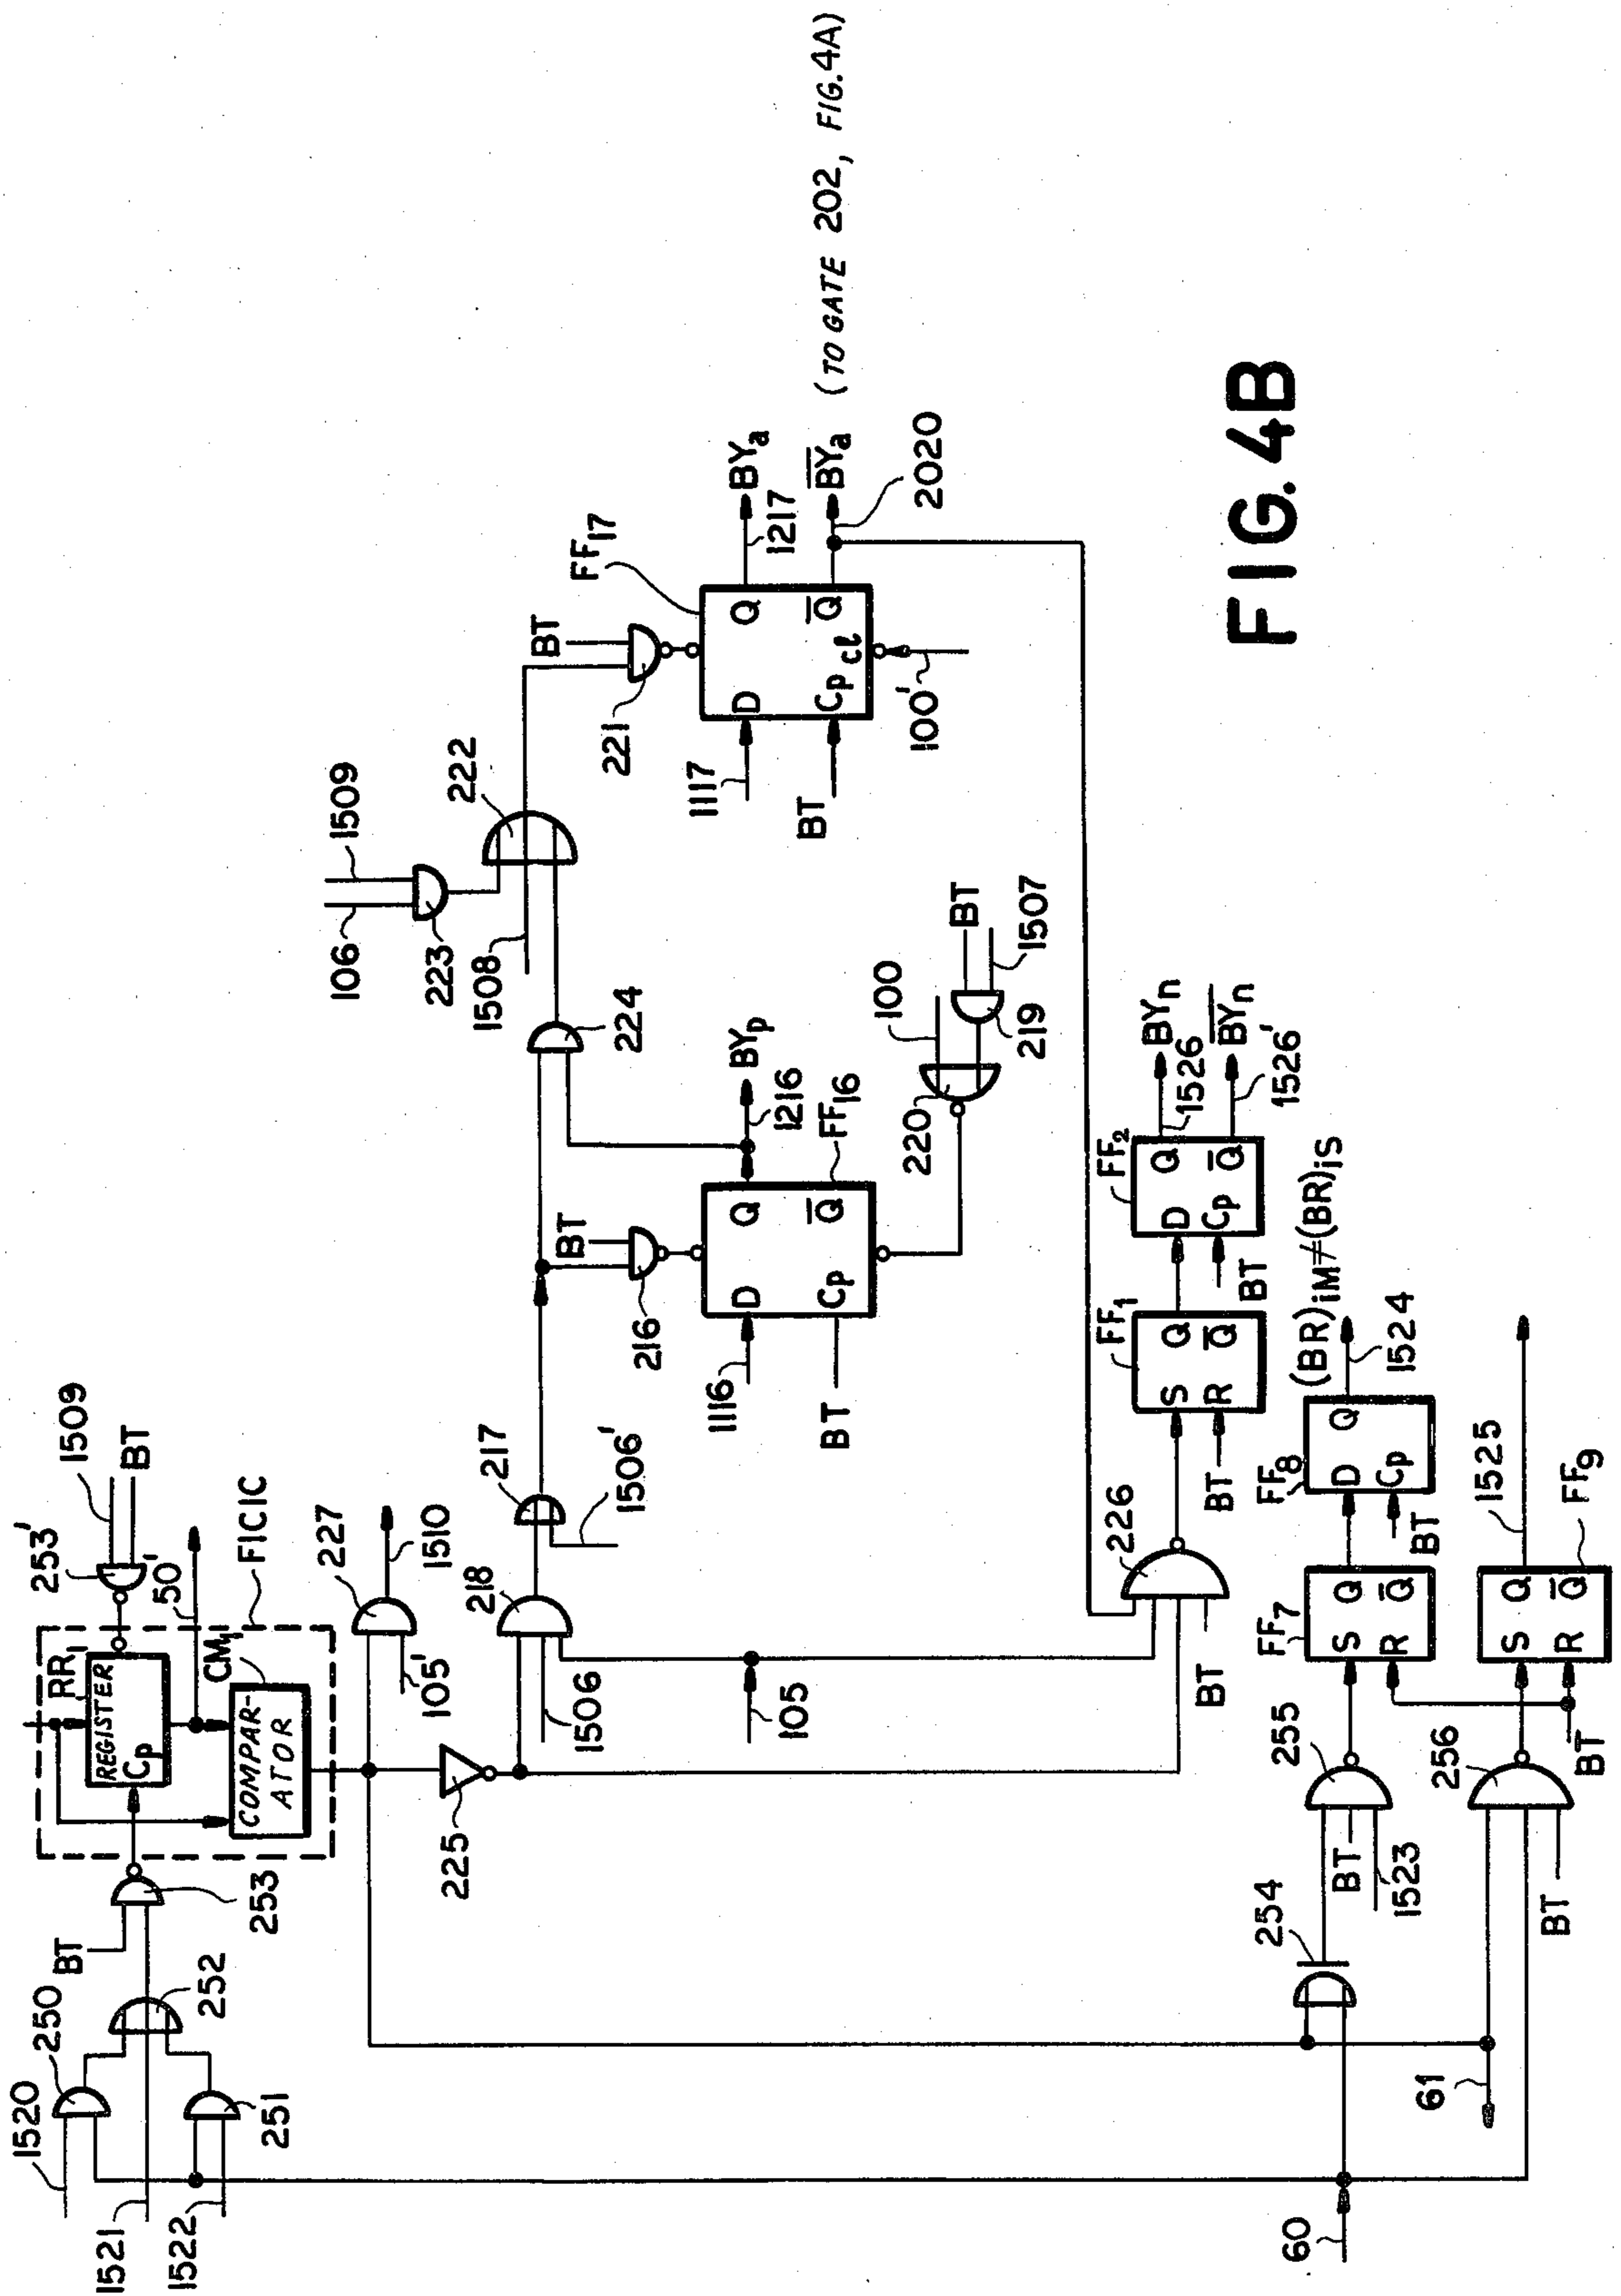 1520
1521
1522
250
251
252
BT
253
RR1
REGISTER
Cp
CM1
COMPAR-
ATOR
253'
1509
BT
50'
FICIC
227
1510
105'
225
218
217
1506
1506'
105
1116
BT
216
BT
D
Q
Cp
Q̅
BYp
1216
FF16
220
100
219
BT
1507
224
1508
106
1509
223
222
221
BT
FF17
1117
BT
D
Q
Cp
Q̅
cl
100'
1217
BYa
B̅Y̅a
2020
(TO GATE 202, FIG.4A)
226
BT
BT
FF1
S
Q
R
Q̅
FF2
D
Q
Cp
Q̅
BT
BYn
1526
B̅Y̅n
1526'
60
61
254
255
BT
1523
256
BT
BT
FF7
S
Q
R
Q̅
FF8
D
Q
Cp
BT
(BR)iM≠(BR)iS
1524
S
Q
R
Q̅
FF9
1525
FIG. 4B